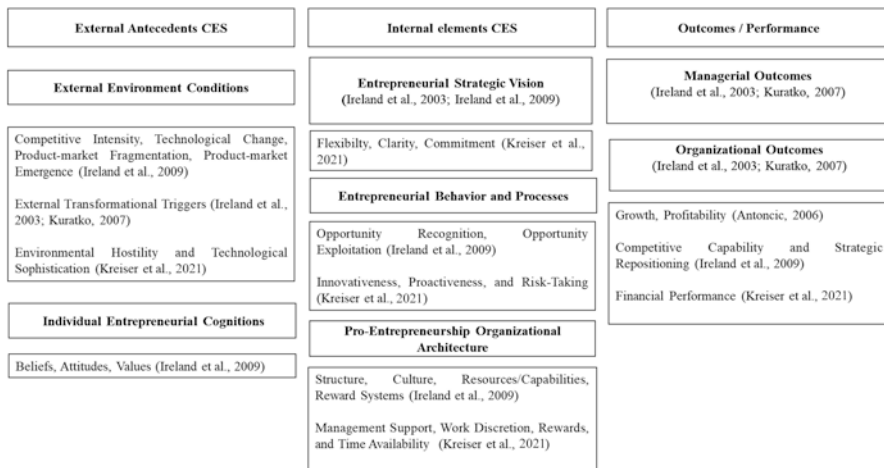 External Antecedents CES
External Environment Conditions
Competitive Intensity, Technological Change,
Product-market Fragmentation, Product-market
Emergence (Ireland et al., 2009)
External Transformational Triggers (Ireland et al.,
2003; Kuratko, 2007)
Environmental Hostility and Technological
Sophistication (Kreiser et al., 2021)
Individual Entrepreneurial Cognitions
Beliefs, Attitudes, Values (Ireland et al., 2009)
Internal elements CES
Entrepreneurial Strategic Vision
(Ireland et al., 2003; Ireland et al., 2009)
Flexibilty, Clarity, Commitment (Kreiser et al.,
2021)
Entrepreneurial Behavior and Processes
Opportunity Recognition, Opportunity
Exploitation (Ireland et al., 2009)
Innovativeness, Proactiveness, and Risk-Taking
(Kreiser et al., 2021)
Pro-Entrepreneurship Organizational
Architecture
Structure, Culture, Resources/Capabilities,
Reward Systems (Ireland et al., 2009)
Management Support, Work Discretion, Rewards,
and Time Availability (Kreiser et al., 2021)
Outcomes / Performance
Managerial Outcomes
(Ireland et al., 2003; Kuratko, 2007)
Organizational Outcomes
(Ireland et al., 2003; Kuratko, 2007)
Growth, Profitability (Antoncic, 2006)
Competitive Capability and Strategic
Repositioning (Ireland et al., 2009)
Financial Performance (Kreiser et al., 2021)